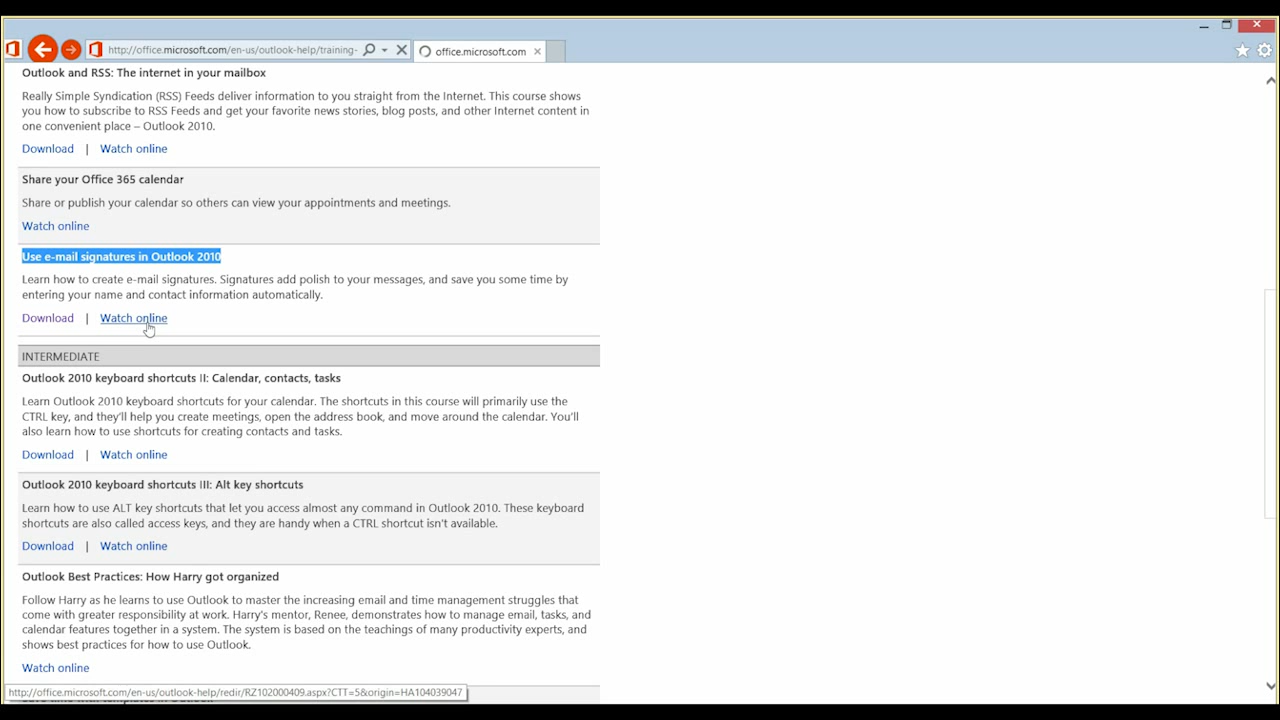 http://office.microsoft.com/en-us/outlook-help/training-
office.microsoft.com
Outlook and RSS: The internet in your mailbox
Really Simple Syndication (RSS) Feeds deliver information to you straight from the Internet. This course shows
you how to subscribe to RSS Feeds and get your favorite news stories, blog posts, and other Internet content in
one convenient place – Outlook 2010.
Download | Watch online
Share your Office 365 calendar
Share or publish your calendar so others can view your appointments and meetings.
Watch online
Use e-mail signatures in Outlook 2010
Learn how to create e-mail signatures. Signatures add polish to your messages, and save you some time by
entering your name and contact information automatically.
Download | Watch online
INTERMEDIATE
Outlook 2010 keyboard shortcuts II: Calendar, contacts, tasks
Learn Outlook 2010 keyboard shortcuts for your calendar. The shortcuts in this course will primarily use the
CTRL key, and they'll help you create meetings, open the address book, and move around the calendar. You'll
also learn how to use shortcuts for creating contacts and tasks.
Download | Watch online
Outlook 2010 keyboard shortcuts III: Alt key shortcuts
Learn how to use ALT key shortcuts that let you access almost any command in Outlook 2010. These keyboard
shortcuts are also called access keys, and they are handy when a CTRL shortcut isn't available.
Download | Watch online
Outlook Best Practices: How Harry got organized
Follow Harry as he learns to use Outlook to master the increasing email and time management struggles that
come with greater responsibility at work. Harry's mentor, Renee, demonstrates how to manage email, tasks, and
calendar features together in a system. The system is based on the teachings of many productivity experts, and
shows best practices for how to use Outlook.
Watch online
http://office.microsoft.com/en-us/outlook-help/redir/RZ102000409.aspx?CTT=5&origin=HA104039047